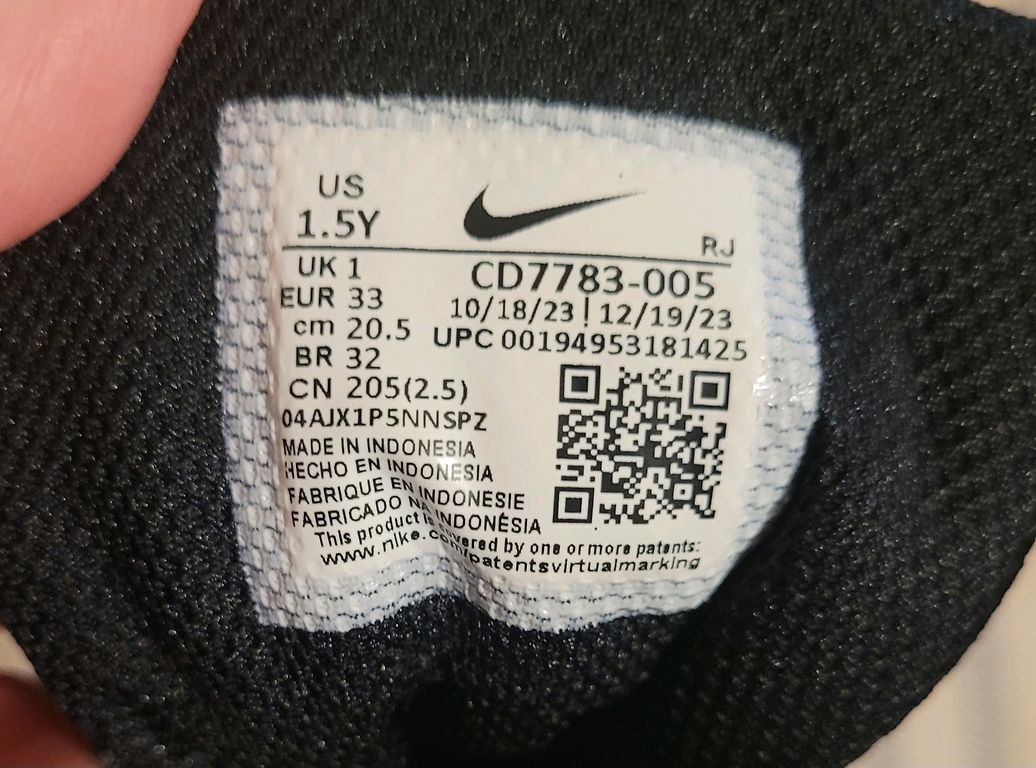 US
1.5Y
RJ
UK 1
CD7783-005
EUR 33
10/18/23 | 12/19/23
cm 20.5
UPC 00194953181425
BR 32
CN 205(2.5)
04AJX1P5NNSPZ
MADE IN INDONESIA
HECHO EN INDONESIA
FABRIQUE EN INDONESIE
FABRICADO NA INDONÉSIA
This product is covered by one or more patents:
www.nike.com/patentsvirtualmarking